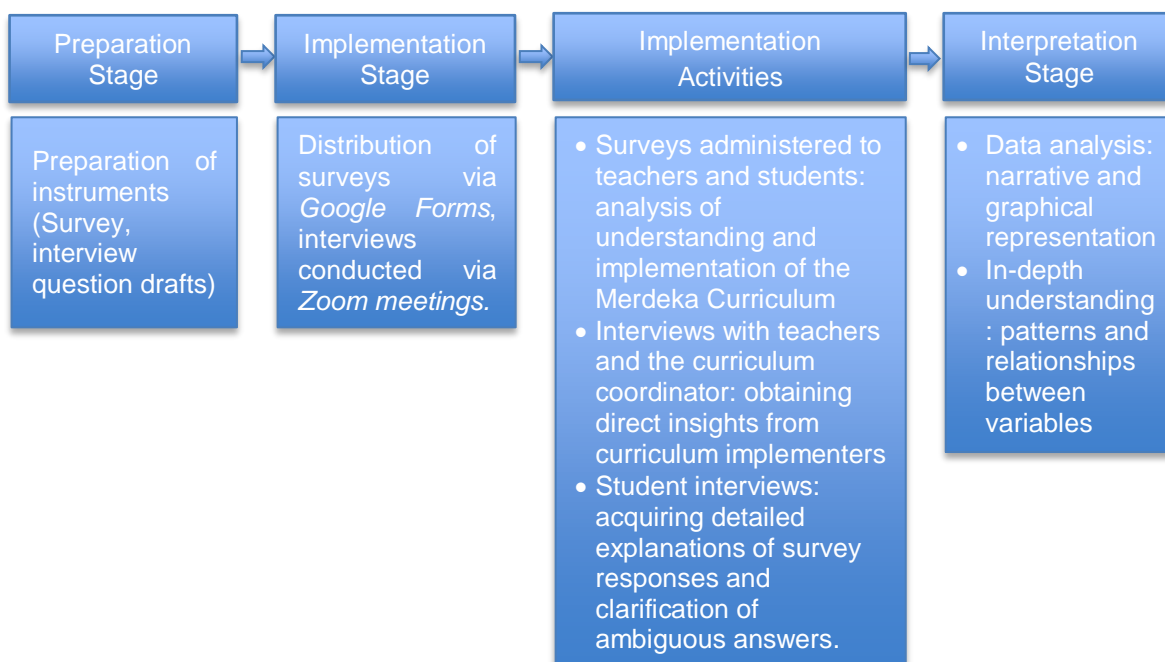 Preparation
Stage
Implementation
Stage
Implementation
Activities
Interpretation
Stage
Preparation of
instruments
(Survey,
interview
question drafts)
Distribution of
surveys via
Google Forms,
interviews
conducted via
Zoom meetings.
• Surveys administered to
teachers and students:
analysis of
understanding and
implementation of the
Merdeka Curriculum
• Interviews with teachers
and the curriculum
coordinator: obtaining
direct insights from
curriculum implementers
• Student interviews:
acquiring detailed
explanations of survey
responses and
clarification of
ambiguous answers.
• Data analysis:
narrative and
graphical
representation
• In-depth
understanding
: patterns and
relationships
between
variables